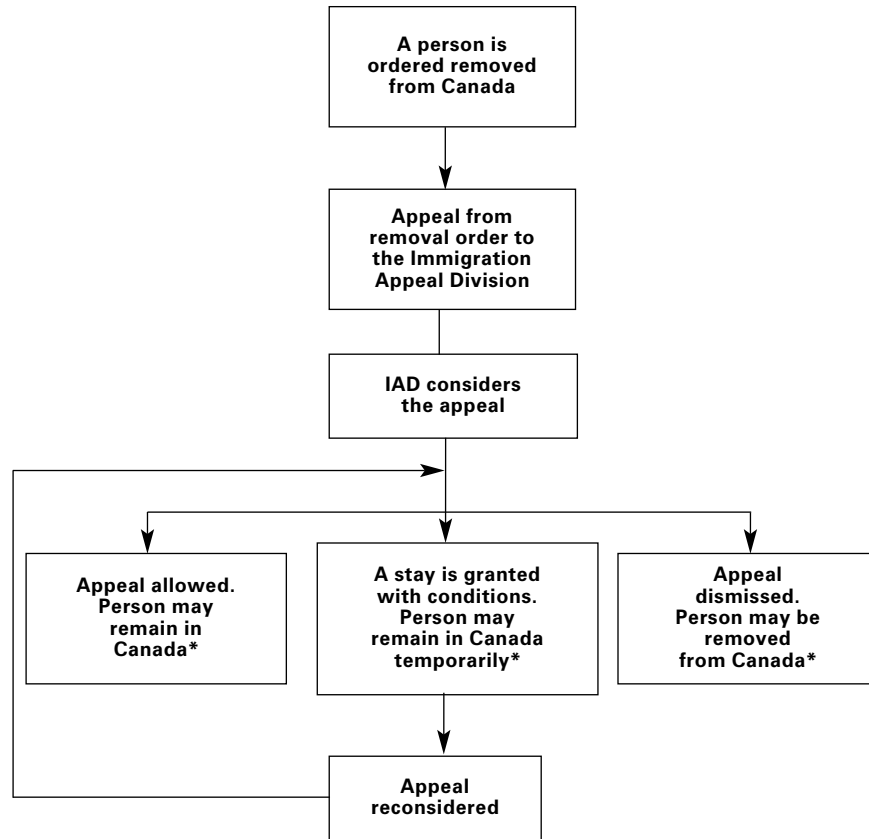 A person is
ordered removed
from Canada
Appeal from
removal order to
the Immigration
Appeal Division
IAD considers
the appeal
Appeal allowed.
Person may
remain in
Canada*
A stay is granted
with conditions.
Person may
remain in Canada
temporarily*
Appeal
dismissed.
Person may be
removed
from Canada*
Appeal
reconsidered